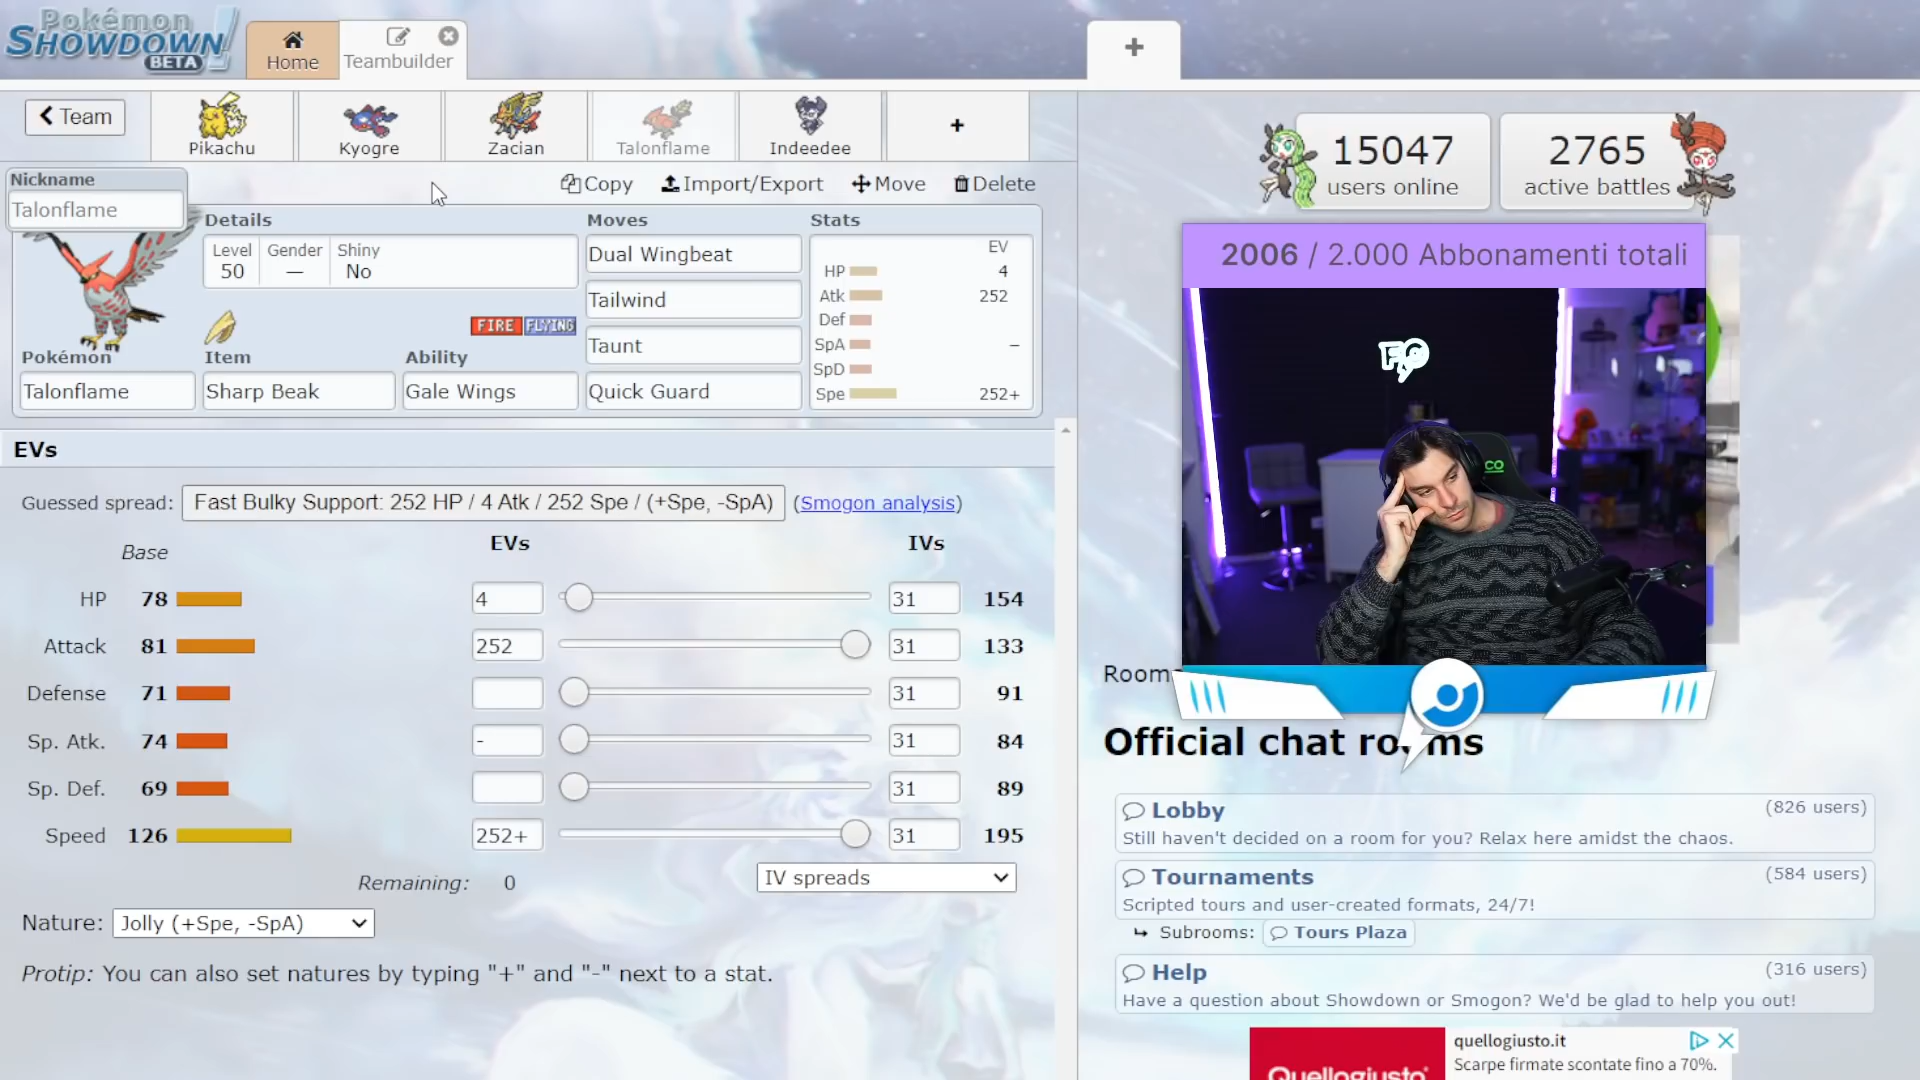 Pokémon
SHOWDOWN!
BETA
Home
Teambuilder
+
Team
Pikachu
Kyogre
Zacian
Talonflame
Indeedee
+
Nickname
Talonflame
Copy
Import/Export
Move
Delete
Details
Level
50
Gender
—
Shiny
No
FIRE FLYING
Pokémon
Talonflame
Item
Sharp Beak
Ability
Gale Wings
Moves
Dual Wingbeat
Tailwind
Taunt
Quick Guard
Stats
EV
HP 4
Atk 252
Def
SpA –
SpD
Spe 252+
EVs
Guessed spread: Fast Bulky Support: 252 HP / 4 Atk / 252 Spe / (+Spe, -SpA) (Smogon analysis)
Base EVs IVs
HP 78 4 31 154
Attack 81 252 31 133
Defense 71 31 91
Sp. Atk. 74 - 31 84
Sp. Def. 69 31 89
Speed 126 252+ 31 195
Remaining: 0
IV spreads
Nature: Jolly (+Spe, -SpA)
Protip: You can also set natures by typing "+" and "-" next to a stat.
15047
users online
2765
active battles
2006 / 2.000 Abbonamenti totali
CO
Room
Official chat rooms
Lobby (826 users)
Still haven't decided on a room for you? Relax here amidst the chaos.
Tournaments (584 users)
Scripted tours and user-created formats, 24/7!
Subrooms: Tours Plaza
Help (316 users)
Have a question about Showdown or Smogon? We'd be glad to help you out!
Quellogiusto
quellogiusto.it
Scarpe firmate scontate fino a 70%.